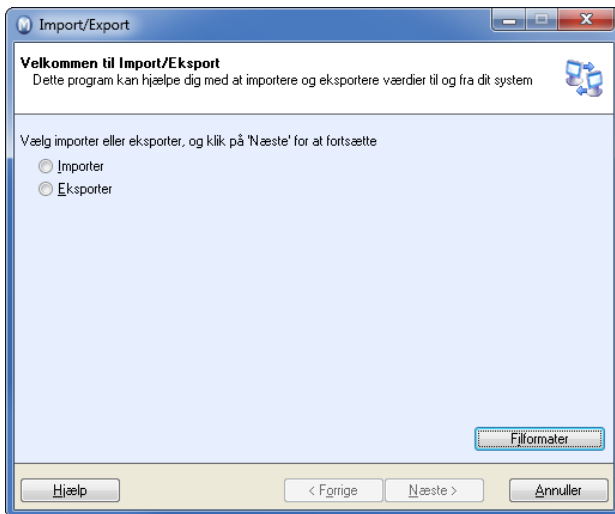 Import/Export
Velkommen til Import/Eksport
Dette program kan hjælpe dig med at importere og eksportere værdier til og fra dit system
Vælg importer eller eksporter, og klik på 'Næste' for at fortsætte
Importer
Eksporter
Filformater
Hjælp
< Forrige
Næste >
Annuller